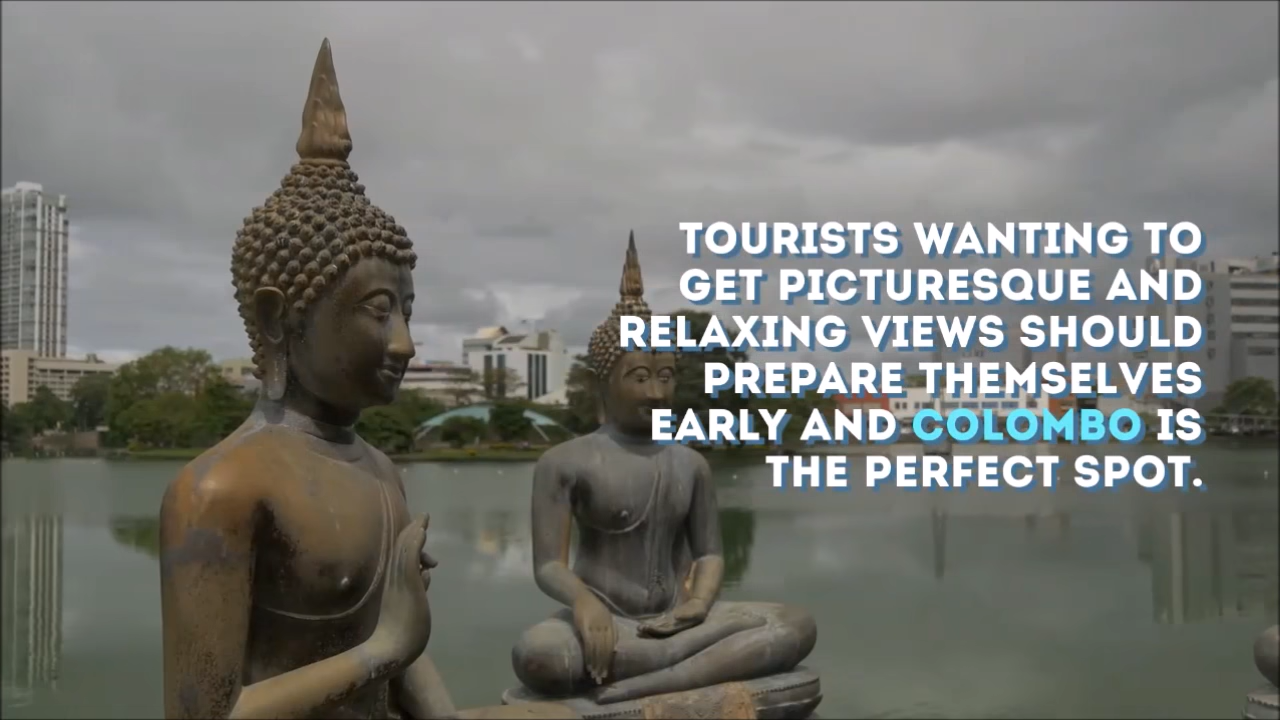 TOURISTS WANTING TO
GET PICTURESQUE AND
RELAXING VIEWS SHOULD
PREPARE THEMSELVES
EARLY AND COLOMBO IS
THE PERFECT SPOT.